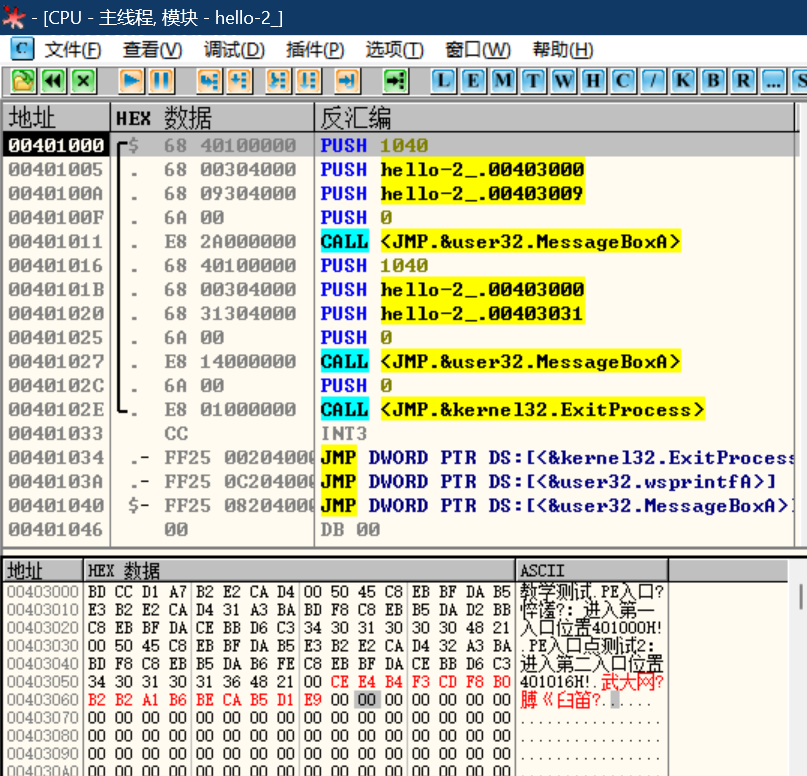 - [CPU - 主线程, 模块 - hello-2_]
C 文件(F) 查看(V) 调试(D) 插件(P) 选项(T) 窗口(W) 帮助(H)
L E M T W H C / K B R ... S
地址 HEX 数据 反汇编
00401000 $ 68 40100000 PUSH 1040
00401005 . 68 00304000 PUSH hello-2_.00403000
0040100A . 68 09304000 PUSH hello-2_.00403009
0040100F . 6A 00 PUSH 0
00401011 . E8 2A000000 CALL <JMP.&user32.MessageBoxA>
00401016 . 68 40100000 PUSH 1040
0040101B . 68 00304000 PUSH hello-2_.00403000
00401020 . 68 31304000 PUSH hello-2_.00403031
00401025 . 6A 00 PUSH 0
00401027 . E8 14000000 CALL <JMP.&user32.MessageBoxA>
0040102C . 6A 00 PUSH 0
0040102E . E8 01000000 CALL <JMP.&kernel32.ExitProcess>
00401033 CC INT3
00401034 .- FF25 00204000 JMP DWORD PTR DS:[<&kernel32.ExitProcess
0040103A .- FF25 0C204000 JMP DWORD PTR DS:[<&user32.wsprintfA>]
00401040 $- FF25 08204000 JMP DWORD PTR DS:[<&user32.MessageBoxA>]
00401046 00 DB 00
地址 HEX 数据 ASCII
00403000 BD CC D1 A7 B2 E2 CA D4 00 50 45 C8 EB BF DA B5 教学测试.PE入口?
00403010 E3 B2 E2 CA D4 31 A3 BA BD F8 C8 EB B5 DA D2 BB 悴馐?：进入第一
00403020 C8 EB BF DA CE BB D6 C3 34 30 31 30 30 30 48 21 入口位置401000H!
00403030 00 50 45 C8 EB BF DA B5 E3 B2 E2 CA D4 32 A3 BA .PE入口点测试2：
00403040 BD F8 C8 EB B5 DA B6 FE C8 EB BF DA CE BB D6 C3 进入第二入口位置
00403050 34 30 31 30 31 36 48 21 00 CE E4 B4 F3 CD F8 B0 401016H!.武大网?
00403060 B2 B2 A1 B6 BE CA B5 D1 E9 00 00 00 00 00 00 00 膊《臼笛?......
00403070 00 00 00 00 00 00 00 00 00 00 00 00 00 00 00 00 ................
00403080 00 00 00 00 00 00 00 00 00 00 00 00 00 00 00 00 ................
00403090 00 00 00 00 00 00 00 00 00 00 00 00 00 00 00 00 ................
004030A0 00 00 00 00 00 00 00 00 00 00 00 00 00 00 00 00